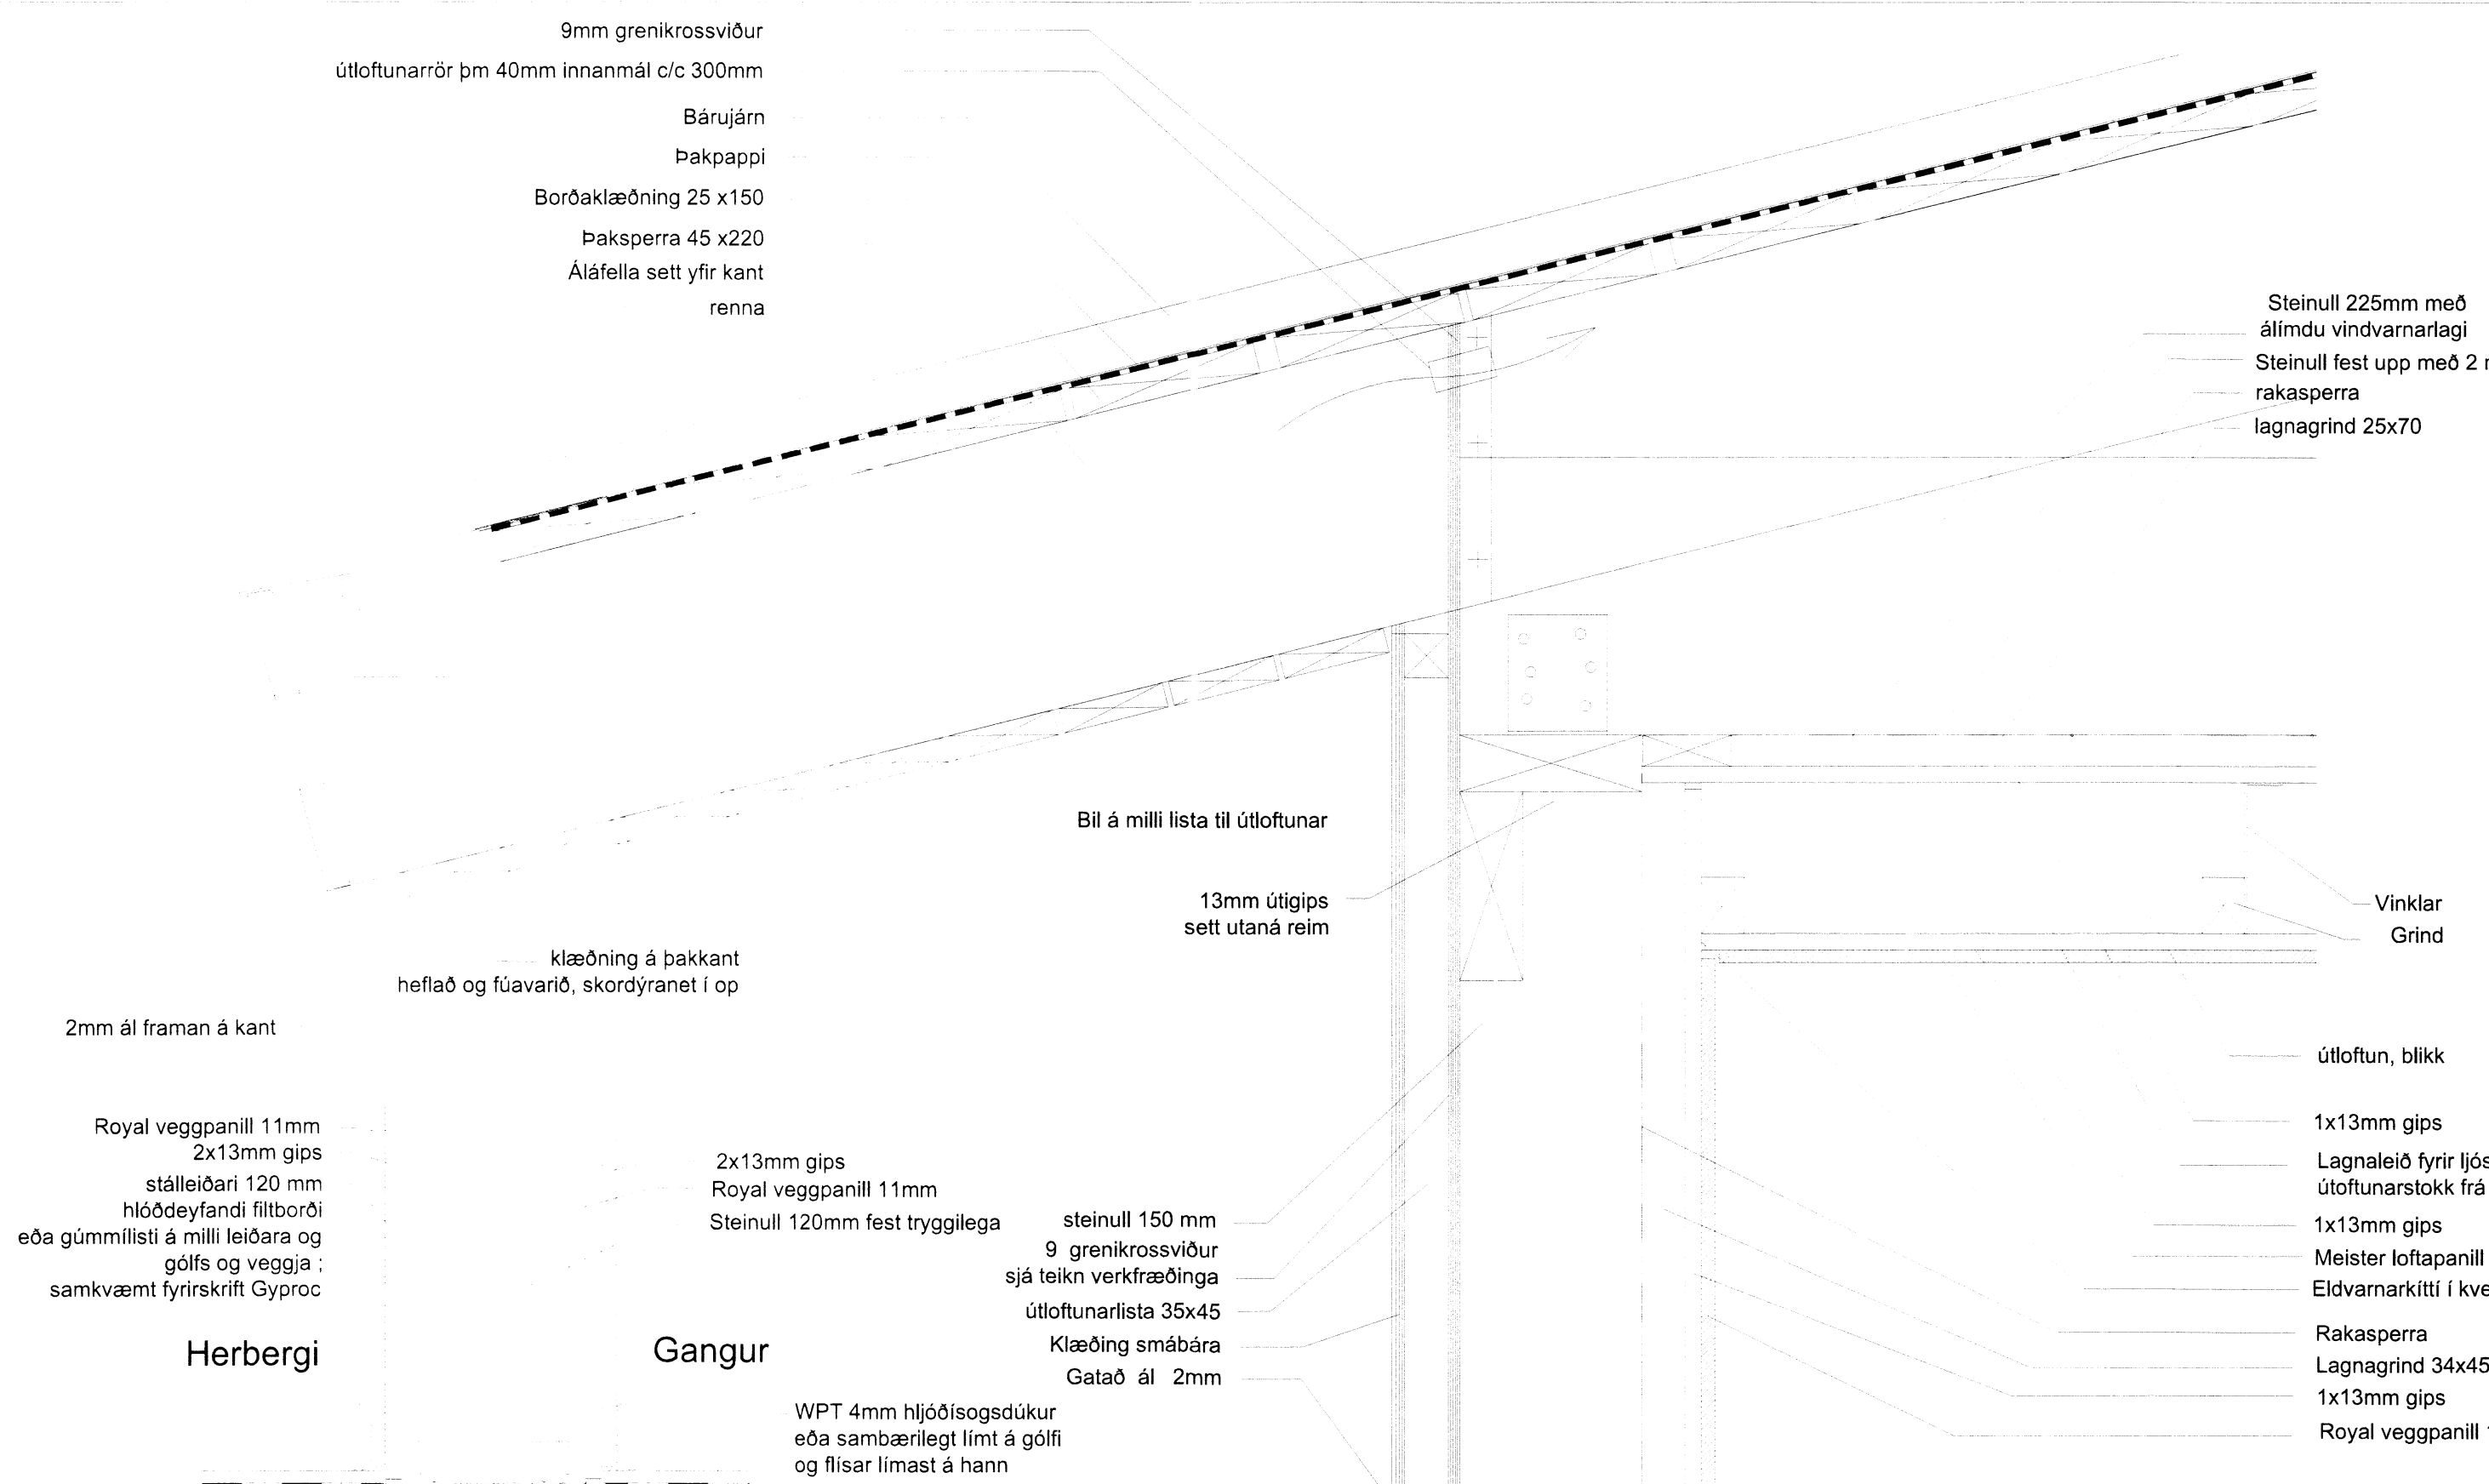 9mm grenikrossviður
útloftunarrör þm 40mm innanmál c/c 300mm
Bárujárn
Þakpappi
Borðaklæðning 25 x150
Þaksperra 45 x220
Áláfella sett yfir kant
renna
Steinull 225mm með
álímdu vindvarnarlagi
Steinull fest upp með 2
rakasperra
lagnagrind 25x70
Bil á milli lista til útloftunar
13mm útigips
sett utaná reim
Vinklar
Grind
klæðning á þakkant
heflað og fúavarið, skordýranet í op
2mm ál framan á kant
útloftun, blikk
Royal veggpanill 11mm
2x13mm gips
stálleiðari 120 mm
hlóðdeyfandi filtborði
eða gúmmílisti á milli leiðara og
gólfs og veggja ;
samkvæmt fyrirskrift Gyproc
2x13mm gips
Royal veggpanill 11mm
Steinull 120mm fest tryggilega
steinull 150 mm
9 grenikrossviður
sjá teikn verkfræðinga
útloftunarlista 35x45
Klæðing smábára
Gatað ál 2mm
1x13mm gips
Lagnaleið fyrir
útoftunarstokk frá
1x13mm gips
Meister loftapanill
Eldvarnarkíttí í
Rakasperra
Lagnagrind 34x45
1x13mm gips
Royal veggpanill
Herbergi
Gangur
WPT 4mm hljóðísogsdúkur
eða sambærilegt límt á gólfi
og flísar límast á hann